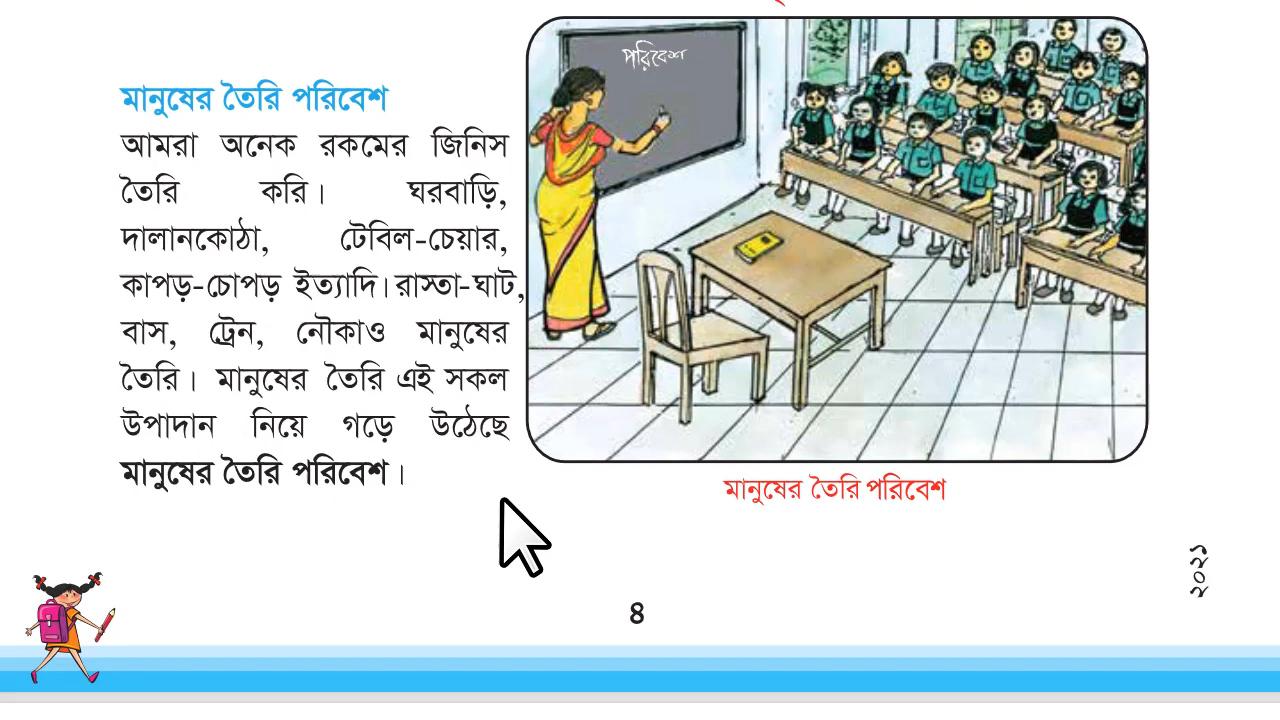 মানুষের তৈরি পরিবেশ
আমরা অনেক রকমের জিনিস
তৈরি করি। ঘরবাড়ি,
দালানকোঠা, টেবিল-চেয়ার,
কাপড়-চোপড় ইত্যাদি। রাস্তা-ঘাট,
বাস, ট্রেন, নৌকাও মানুষের
তৈরি। মানুষের তৈরি এই সকল
উপাদান নিয়ে গড়ে উঠেছে
মানুষের তৈরি পরিবেশ।
পরিবেশ
মানুষের তৈরি পরিবেশ
৪
২০২১